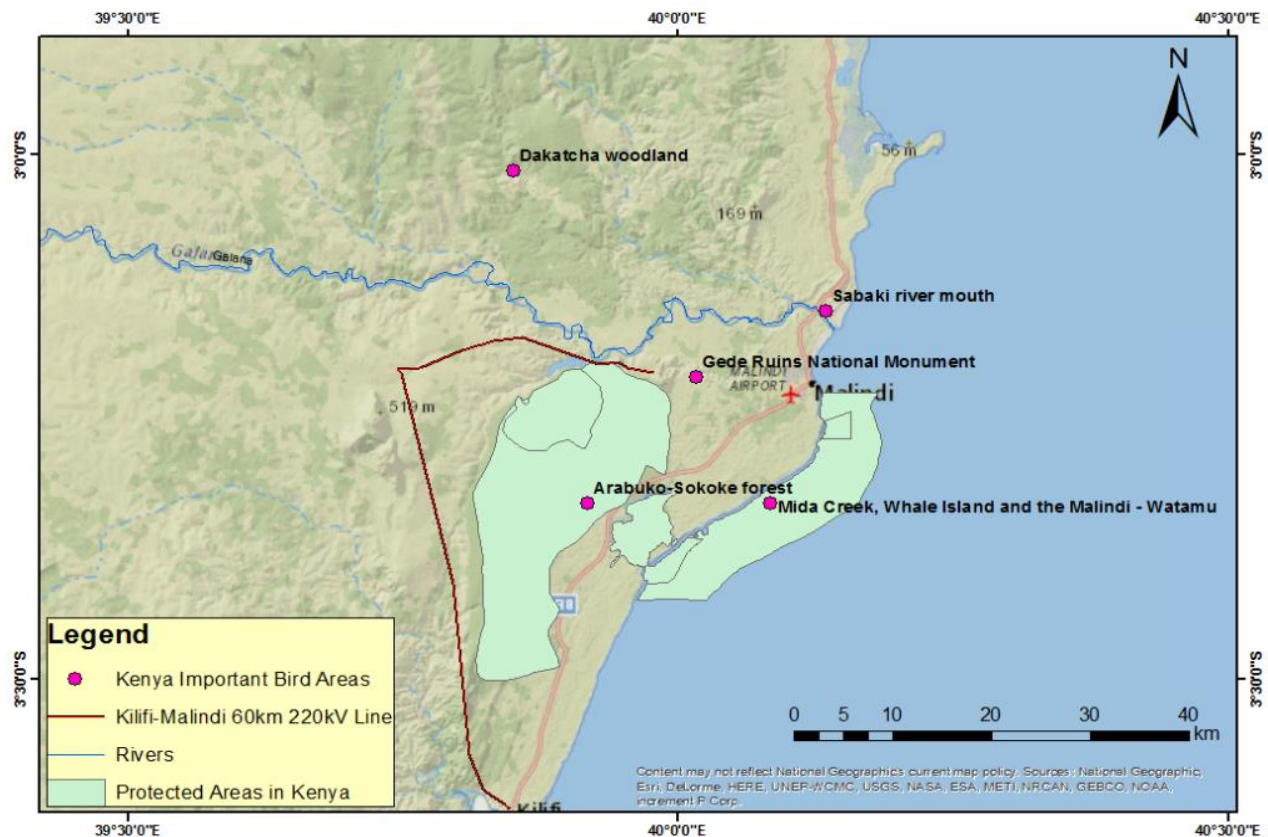 39°30'0"E
40°0'0"E
40°30'0"E
N
3°0'0"S
3°0'0"S
Dakatcha woodland
56 m
169 m
Galana
Sabaki river mouth
Gede Ruins National Monument
MALINDI
AIRPORT
Malindi
519 m
Arabuko-Sokoke forest
Mida Creek, Whale Island and the Malindi - Watamu
Legend
Kenya Important Bird Areas
Kilifi-Malindi 60km 220kV Line
Rivers
Protected Areas in Kenya
3°30'0"S
3°30'0"S
0 5 10 20 30 40
km
Content may not reflect National Geographic's current map policy. Sources: National Geographic,
Esri, DeLorme, HERE, UNEP-WCMC, USGS, NASA, ESA, METI, NRCAN, GEBCO, NOAA,
increment P Corp.
Kilifi
39°30'0"E
40°0'0"E
40°30'0"E